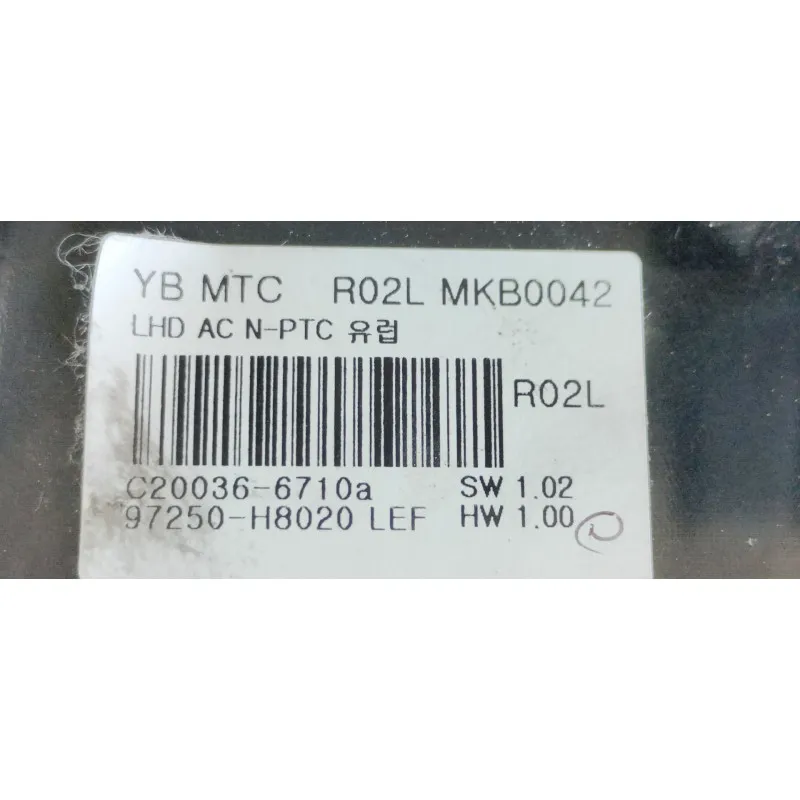 YB MTC R02L MKB0042
LHD AC N-PTC 유럽
R02L
C20036-6710a SW 1.02
97250-H8020 LEF HW 1.00